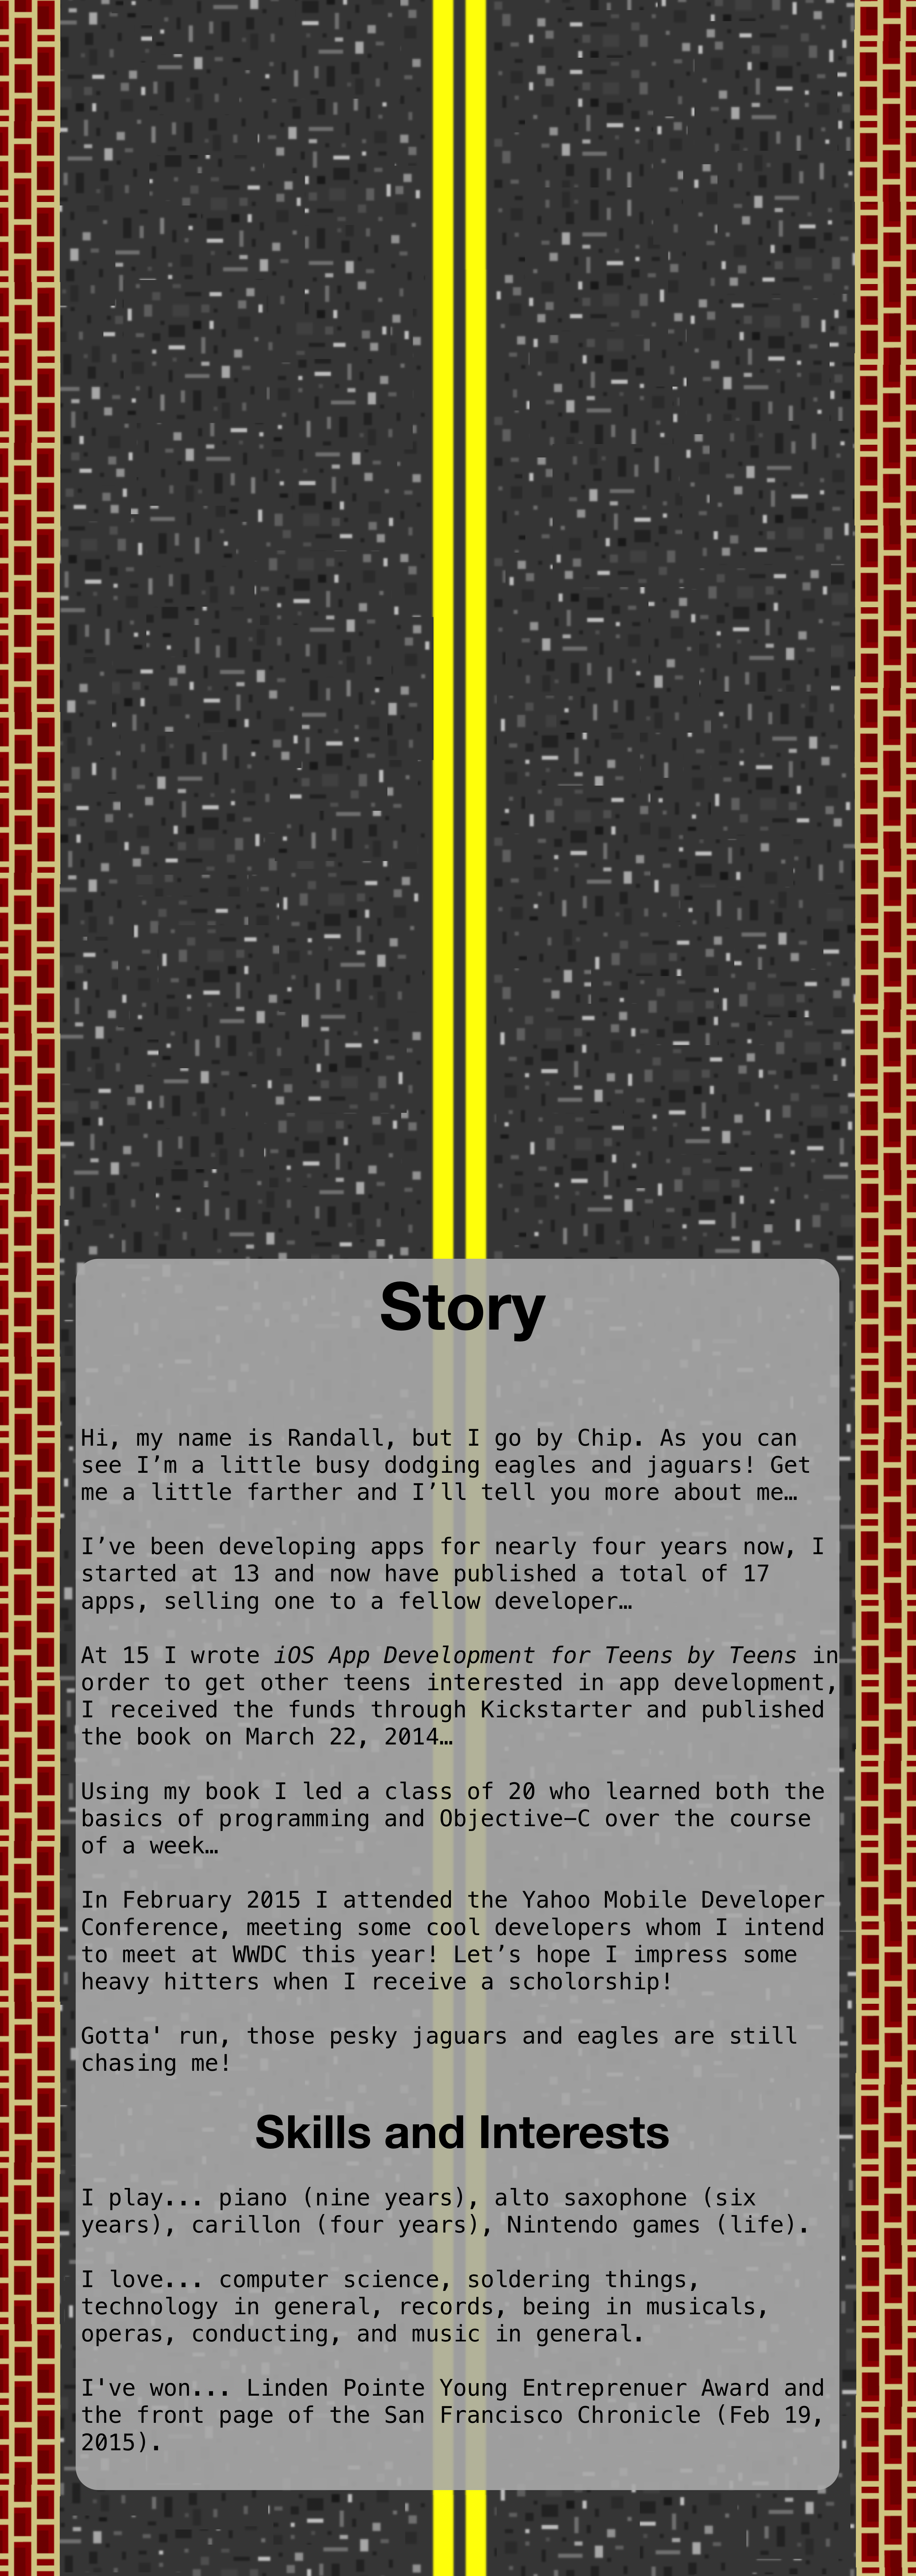 Story
Hi, my name is Randall, but I go by Chip. As you can
see I’m a little busy dodging eagles and jaguars! Get
me a little farther and I’ll tell you more about me…
I’ve been developing apps for nearly four years now, I
started at 13 and now have published a total of 17
apps, selling one to a fellow developer…
At 15 I wrote iOS App Development for Teens by Teens in
order to get other teens interested in app development,
I received the funds through Kickstarter and published
the book on March 22, 2014…
Using my book I led a class of 20 who learned both the
basics of programming and Objective–C over the course
of a week…
In February 2015 I attended the Yahoo Mobile Developer
Conference, meeting some cool developers whom I intend
to meet at WWDC this year! Let’s hope I impress some
heavy hitters when I receive a scholorship!
Gotta' run, those pesky jaguars and eagles are still
chasing me!
Skills and Interests
I play... piano (nine years), alto saxophone (six
years), carillon (four years), Nintendo games (life).
I love... computer science, soldering things,
technology in general, records, being in musicals,
operas, conducting, and music in general.
I've won... Linden Pointe Young Entreprenuer Award and
the front page of the San Francisco Chronicle (Feb 19,
2015).